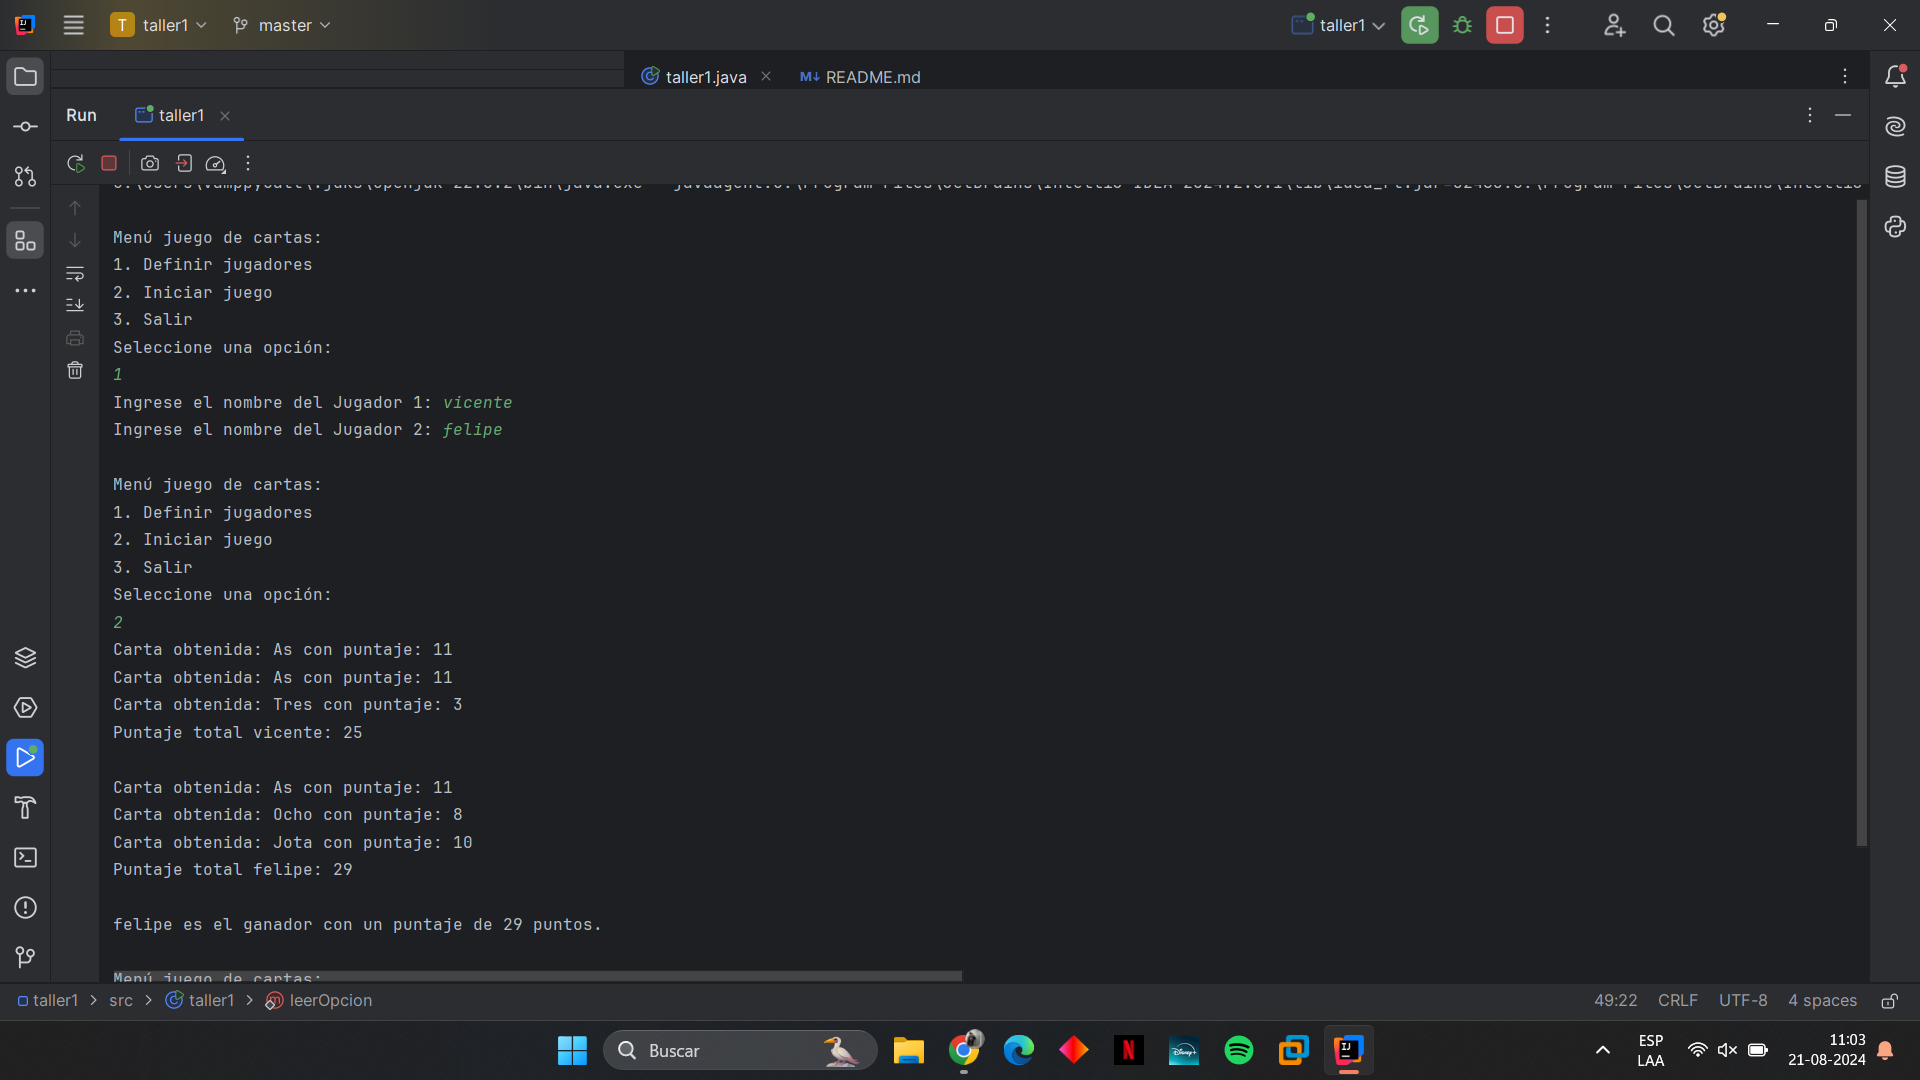 T taller1 master taller1
taller1.java README.md
Run taller1
Menú juego de cartas:
1. Definir jugadores
2. Iniciar juego
3. Salir
Seleccione una opción:
1
Ingrese el nombre del Jugador 1: vicente
Ingrese el nombre del Jugador 2: felipe
Menú juego de cartas:
1. Definir jugadores
2. Iniciar juego
3. Salir
Seleccione una opción:
2
Carta obtenida: As con puntaje: 11
Carta obtenida: As con puntaje: 11
Carta obtenida: Tres con puntaje: 3
Puntaje total vicente: 25
Carta obtenida: As con puntaje: 11
Carta obtenida: Ocho con puntaje: 8
Carta obtenida: Jota con puntaje: 10
Puntaje total felipe: 29
felipe es el ganador con un puntaje de 29 puntos.
Menú juego de cartas:
taller1 > src > taller1 > leerOpcion 49:22 CRLF UTF-8 4 spaces
Buscar
ESP
LAA
11:03
21-08-2024